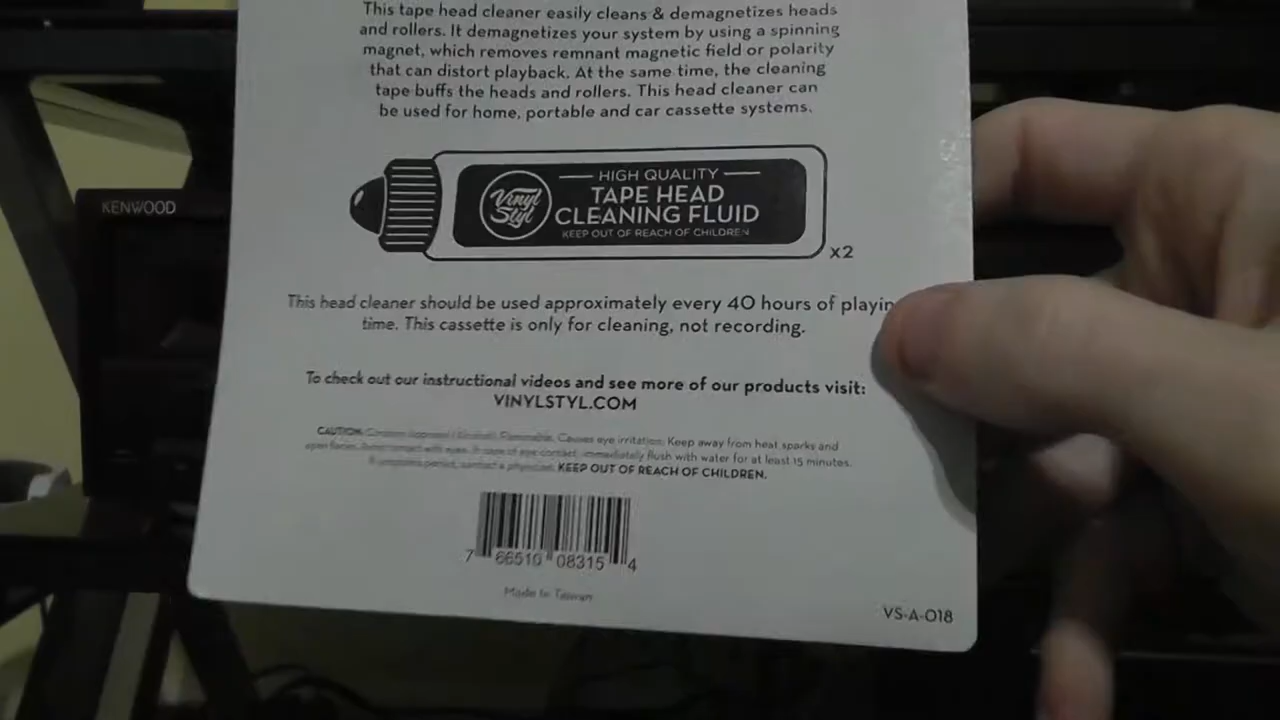 This tape head cleaner easily cleans & demagnetizes heads
and rollers. It demagnetizes your system by using a spinning
magnet, which removes remnant magnetic field or polarity
that can distort playback. At the same time, the cleaning
tape buffs the heads and rollers. This head cleaner can
be used for home, portable and car cassette systems.
KENWOOD
HIGH QUALITY
Vinyl Styl
TAPE HEAD
CLEANING FLUID
KEEP OUT OF REACH OF CHILDREN
x2
This head cleaner should be used approximately every 40 hours of playin
time. This cassette is only for cleaning, not recording.
To check out our instructional videos and see more of our products visit:
VINYLSTYL.COM
CAUTION: Flammable. Causes eye irritation. Keep away from heat sparks and
open flames. Avoid contact with eyes. In case of eye contact, immediately flush with water for at least 15 minutes.
If symptoms persist, contact a physician. KEEP OUT OF REACH OF CHILDREN.
7 66510 08315 4
Made In Taiwan
VS-A-018